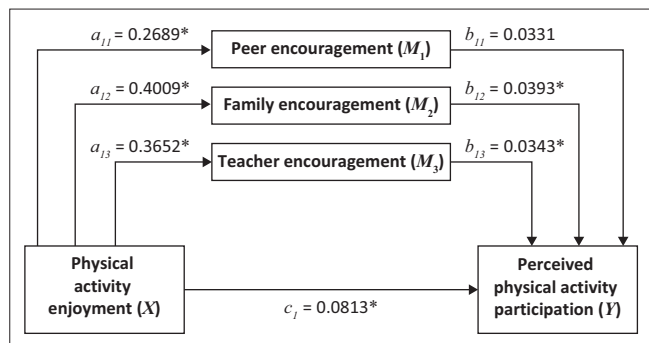 a₁₁ = 0.2689*
Peer encouragement (M₁)
b₁₁ = 0.0331
a₁₂ = 0.4009*
Family encouragement (M₂)
b₁₂ = 0.0393*
a₁₃ = 0.3652*
Teacher encouragement (M₃)
b₁₃ = 0.0343*
Physical
activity
enjoyment (X)
c₁ = 0.0813*
Perceived
physical activity
participation (Y)